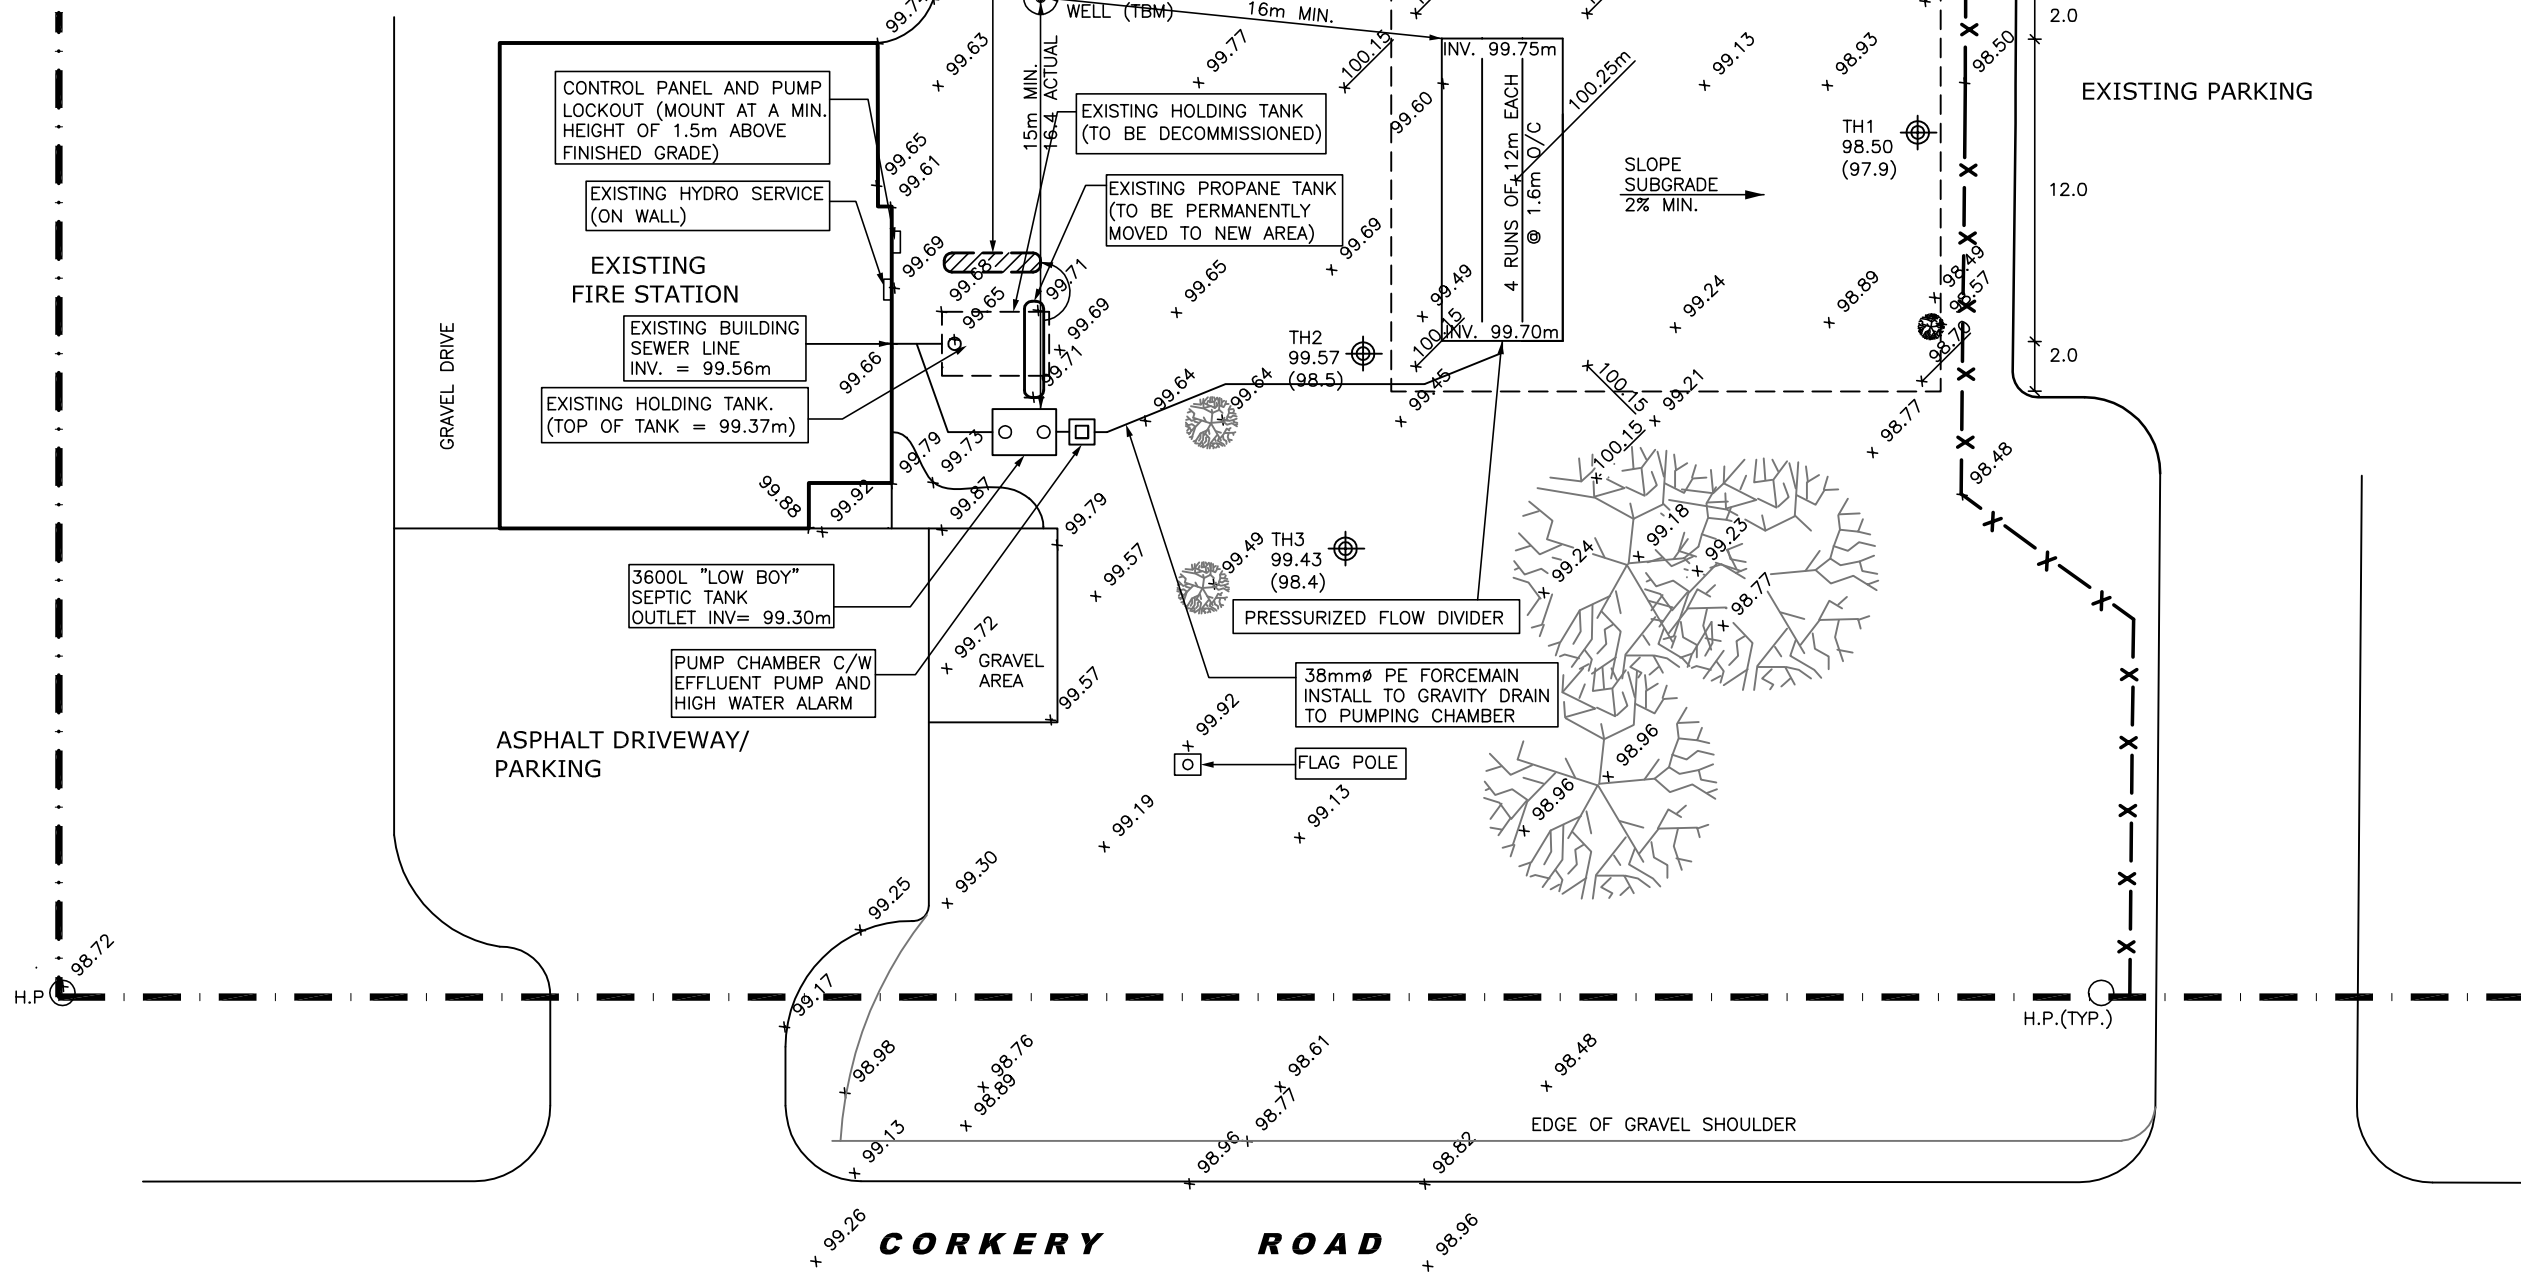 99.63
WELL (TBM)
16m MIN.
99.77
100.15
INV. 99.75m
4 RUNS OF 12m EACH
@ 1.6m O/C
INV. 99.70m
100.25m
99.13
98.93
98.50
2.0
12.0
2.0
EXISTING PARKING
CONTROL PANEL AND PUMP
LOCKOUT (MOUNT AT A MIN.
HEIGHT OF 1.5m ABOVE
FINISHED GRADE)
99.65
99.61
15m MIN.
16.4 ACTUAL
EXISTING HOLDING TANK
(TO BE DECOMMISSIONED)
99.60
TH1
98.50
(97.9)
SLOPE
SUBGRADE
2% MIN.
EXISTING HYDRO SERVICE
(ON WALL)
EXISTING PROPANE TANK
(TO BE PERMANENTLY
MOVED TO NEW AREA)
99.69
99.69
99.68
99.65
99.71
99.69
99.71
99.65
99.49
100.15
99.24
98.89
98.49
98.57
98.70
EXISTING
FIRE STATION
GRAVEL DRIVE
EXISTING BUILDING
SEWER LINE
INV. = 99.56m
99.66
TH2
99.57
(98.5)
EXISTING HOLDING TANK.
(TOP OF TANK = 99.37m)
99.64
99.64
99.45
100.15
99.21
100.15
98.77
98.48
99.79
99.73
99.88
99.92
99.87
99.79
99.57
99.49
TH3
99.43
(98.4)
99.24
99.18
99.23
98.77
3600L "LOW BOY"
SEPTIC TANK
OUTLET INV= 99.30m
PRESSURIZED FLOW DIVIDER
99.72
GRAVEL
AREA
99.57
PUMP CHAMBER C/W
EFFLUENT PUMP AND
HIGH WATER ALARM
38mmø PE FORCEMAIN
INSTALL TO GRAVITY DRAIN
TO PUMPING CHAMBER
99.92
FLAG POLE
98.96
98.96
ASPHALT DRIVEWAY/
PARKING
99.19
99.13
99.30
99.25
98.72
H.P
99.17
H.P.(TYP.)
98.98
98.76
98.89
98.61
98.77
98.48
EDGE OF GRAVEL SHOULDER
99.13
98.96
98.82
99.26
CORKERY ROAD
98.96